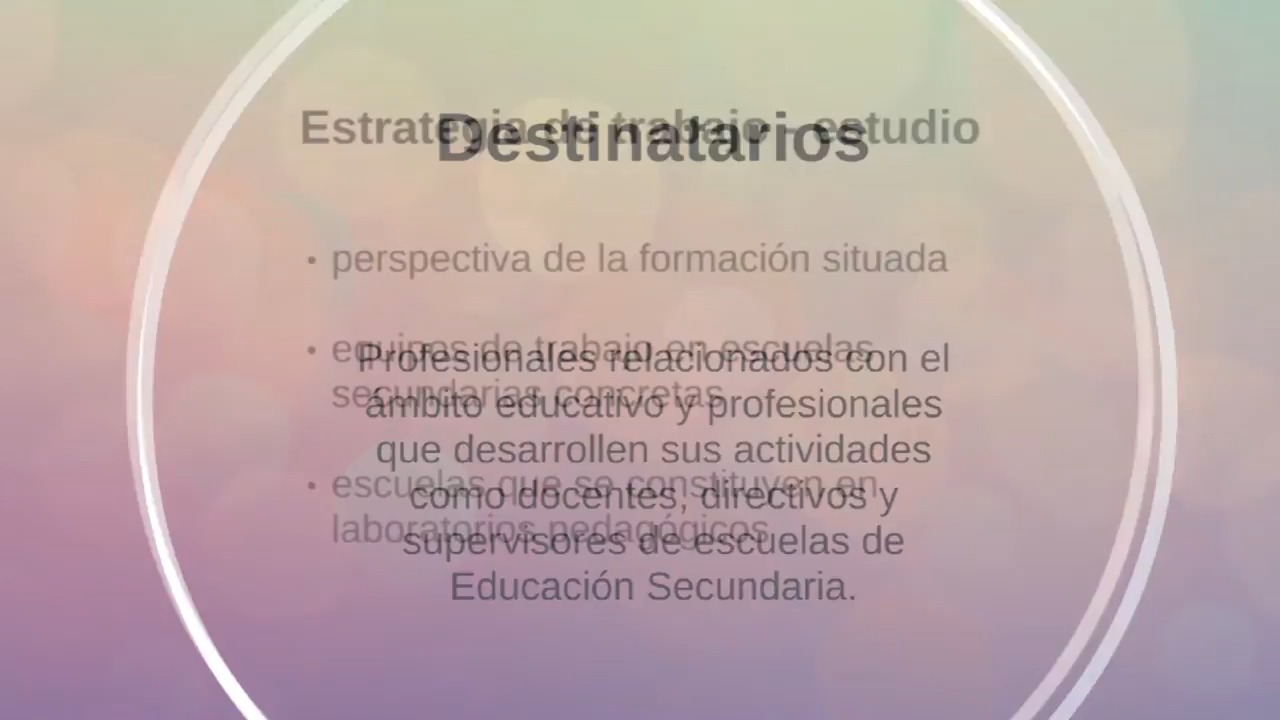 Estrategia de trabajo - estudio
Destinatarios
• perspectiva de la formación situada
• equipos de trabajo en escuelas
secundarias concretas
• escuelas que se constituyen en
laboratorios pedagógicos
Profesionales relacionados con el
ámbito educativo y profesionales
que desarrollen sus actividades
como docentes, directivos y
supervisores de escuelas de
Educación Secundaria.